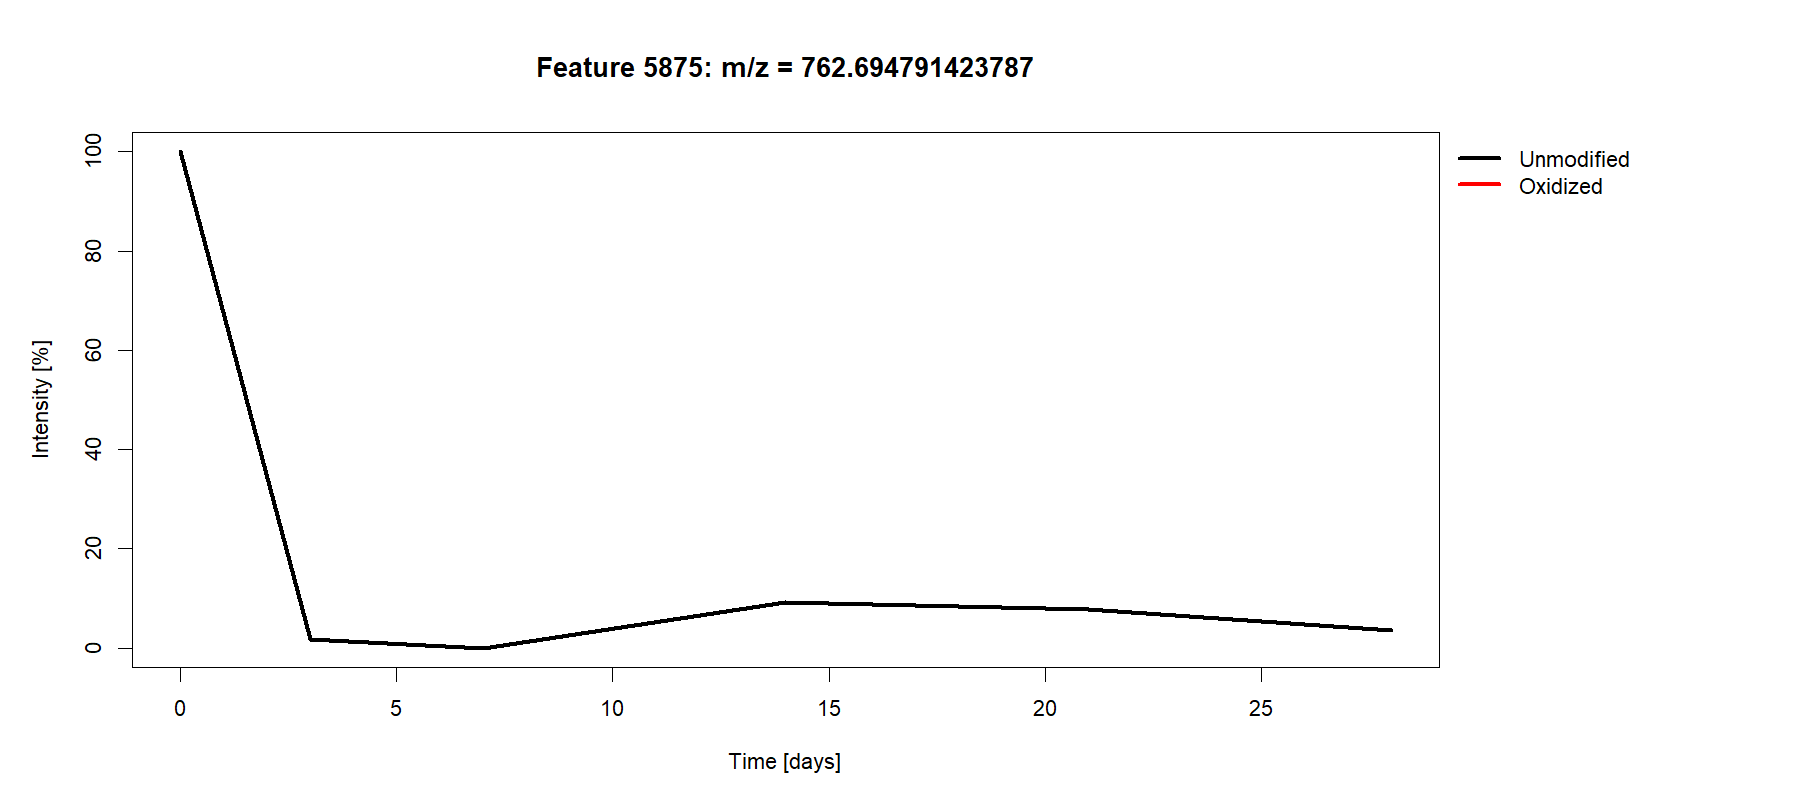 Feature 5875: m/z = 762.694791423787
Unmodified
Oxidized
Intensity [%]
100
80
60
40
20
0
0 5 10 15 20 25
Time [days]